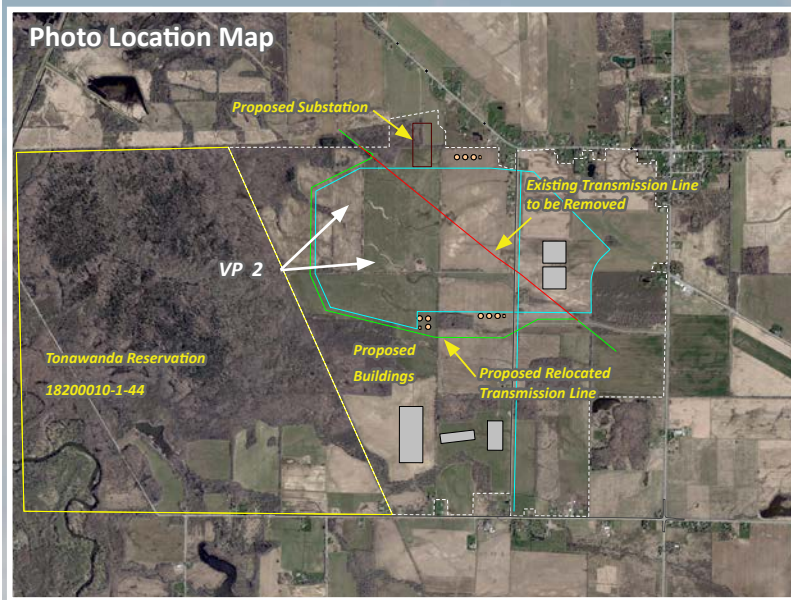 Photo Location Map
Proposed Substation
Existing Transmission Line
to be Removed
VP 2
Tonawanda Reservation
18200010-1-44
Proposed
Buildings
Proposed Relocated
Transmission Line